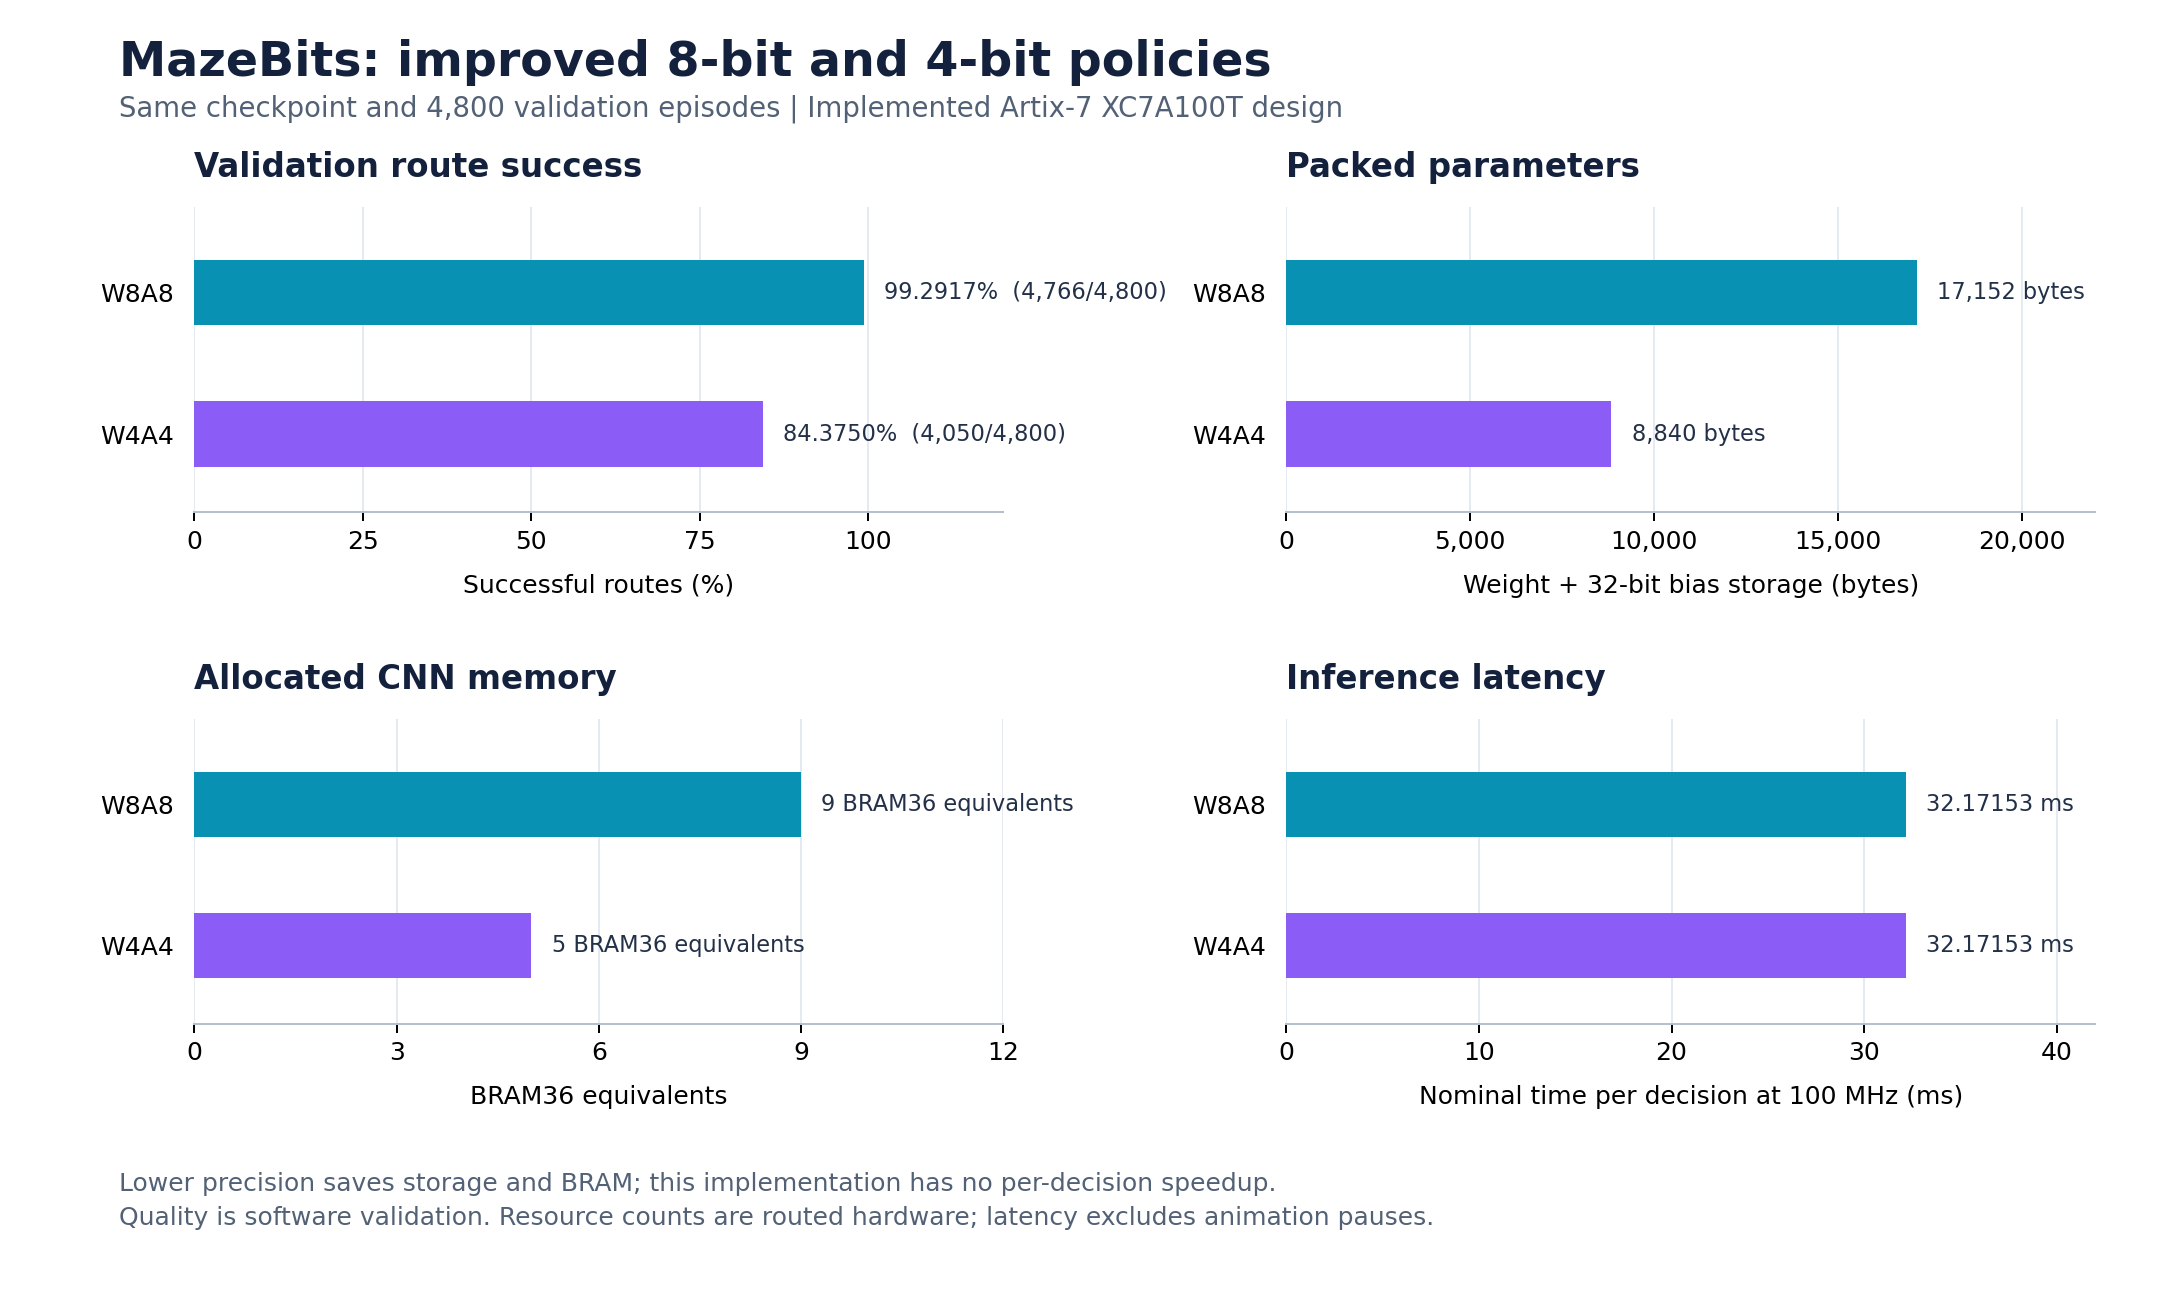 MazeBits: improved 8-bit and 4-bit policies
Same checkpoint and 4,800 validation episodes | Implemented Artix-7 XC7A100T design
Validation route success
W8A8
99.2917%  (4,766/4,800)
W4A4
84.3750%  (4,050/4,800)
0 25 50 75 100
Successful routes (%)
Packed parameters
W8A8
17,152 bytes
W4A4
8,840 bytes
0 5,000 10,000 15,000 20,000
Weight + 32-bit bias storage (bytes)
Allocated CNN memory
W8A8
9 BRAM36 equivalents
W4A4
5 BRAM36 equivalents
0 3 6 9 12
BRAM36 equivalents
Inference latency
W8A8
32.17153 ms
W4A4
32.17153 ms
0 10 20 30 40
Nominal time per decision at 100 MHz (ms)
Lower precision saves storage and BRAM; this implementation has no per-decision speedup.
Quality is software validation. Resource counts are routed hardware; latency excludes animation pauses.